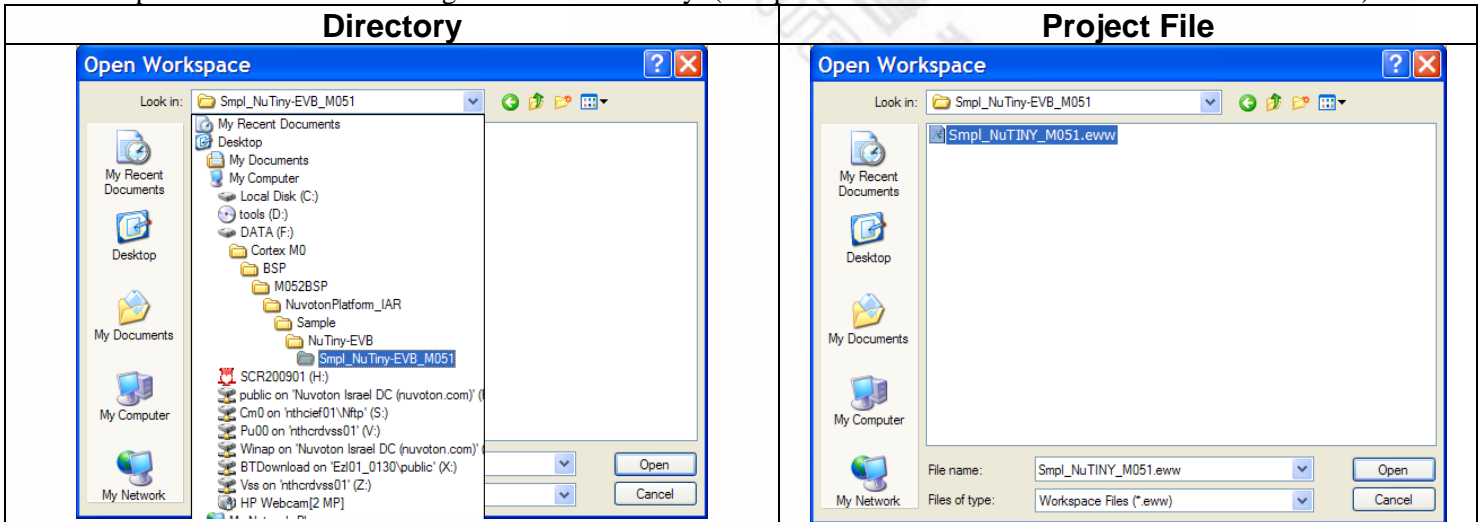 Directory
Project File
Open Workspace
Look in:
Smpl_NuTiny-EVB_M051
My Recent Documents
Desktop
My Documents
My Computer
Local Disk (C:)
tools (D:)
DATA (F:)
Cortex M0
BSP
M052BSP
NuvotonPlatform_IAR
Sample
NuTiny-EVB
Smpl_NuTiny-EVB_M051
SCR200901 (H:)
public on 'Nuvoton Israel DC (nuvoton.com)' (
Cm0 on 'nthcief01\Nftp' (S:)
Pu00 on 'nthcrdvss01' (V:)
Winap on 'Nuvoton Israel DC (nuvoton.com)'
BTDownload on 'Ezl01_0130\public' (X:)
Vss on 'nthcrdvss01' (Z:)
HP Webcam[2 MP]
My Recent
Documents
Desktop
My Documents
My Computer
My Network
Open
Cancel
Open Workspace
Look in:
Smpl_NuTiny-EVB_M051
Smpl_NuTINY_M051.eww
My Recent
Documents
Desktop
My Documents
My Computer
My Network
File name:
Smpl_NuTINY_M051.eww
Open
Files of type:
Workspace Files (*.eww)
Cancel